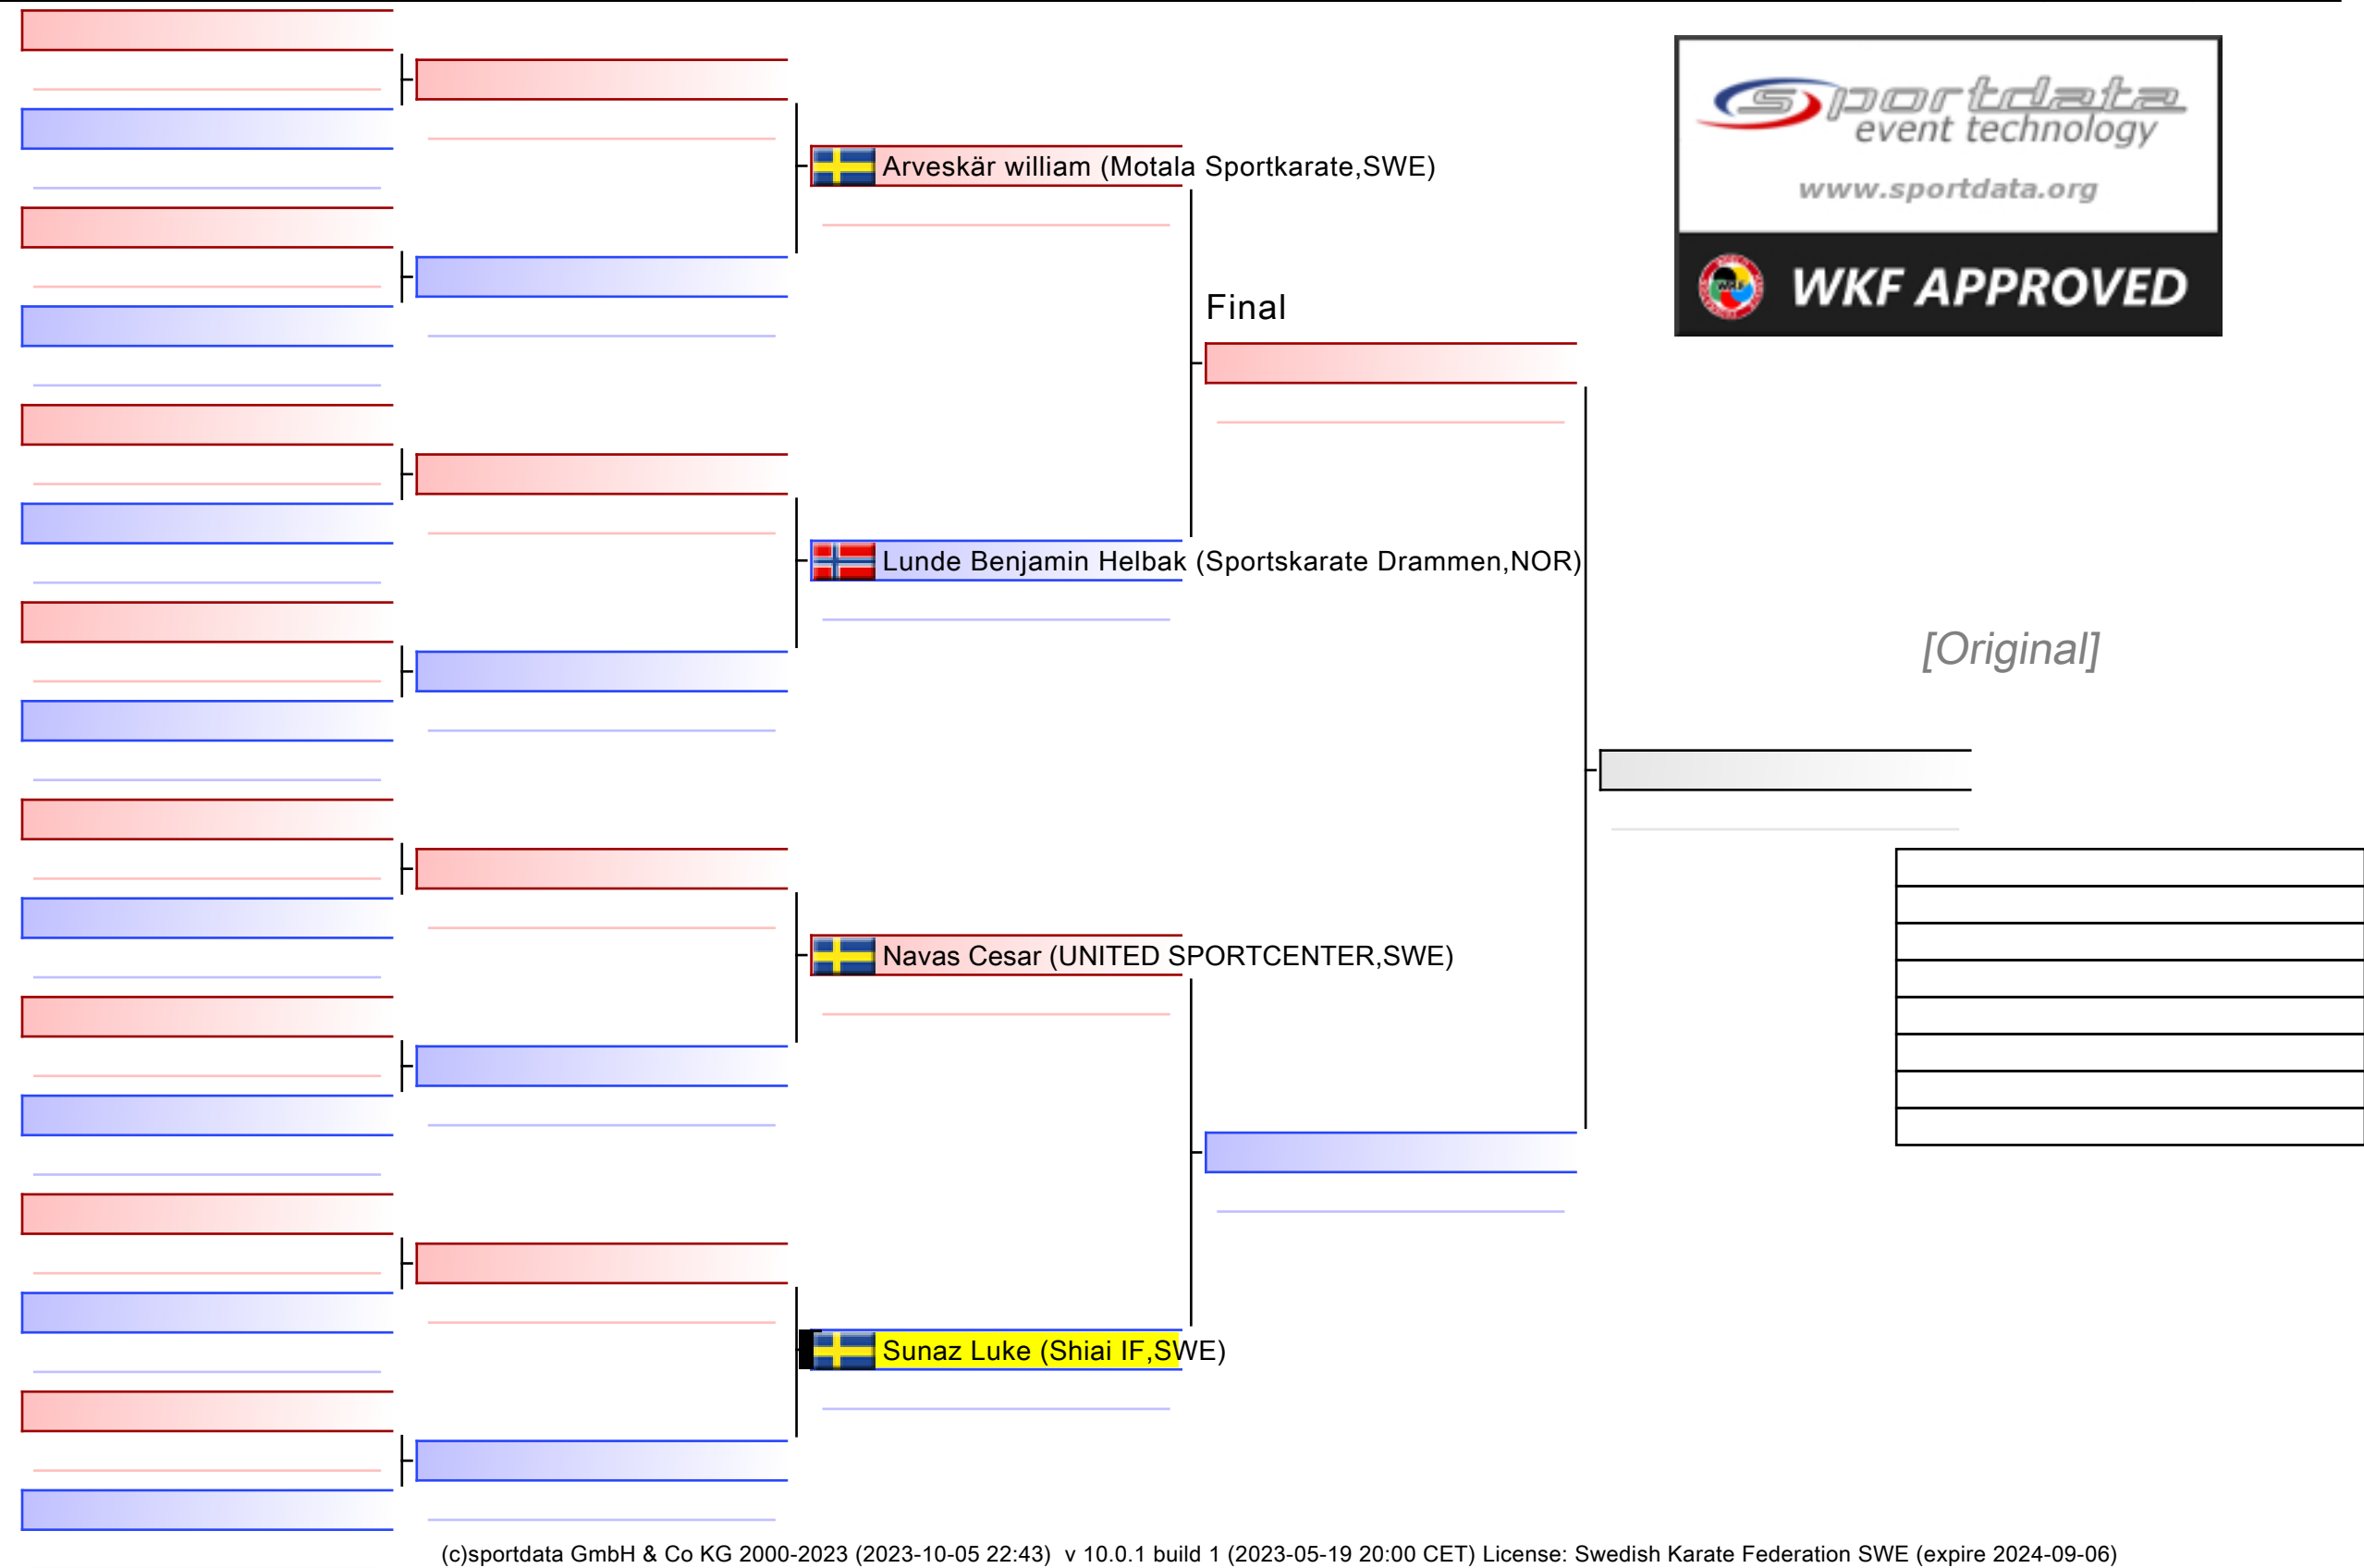 sportdata
event technology
www.sportdata.org
WKF APPROVED
Arveskär william (Motala Sportkarate,SWE)
Final
Lunde Benjamin Helbak (Sportskarate Drammen,NOR)
[Original]
Navas Cesar (UNITED SPORTCENTER,SWE)
Sunaz Luke (Shiai IF,SWE)
(c)sportdata GmbH & Co KG 2000-2023 (2023-10-05 22:43)  v 10.0.1 build 1 (2023-05-19 20:00 CET) License: Swedish Karate Federation SWE (expire 2024-09-06)